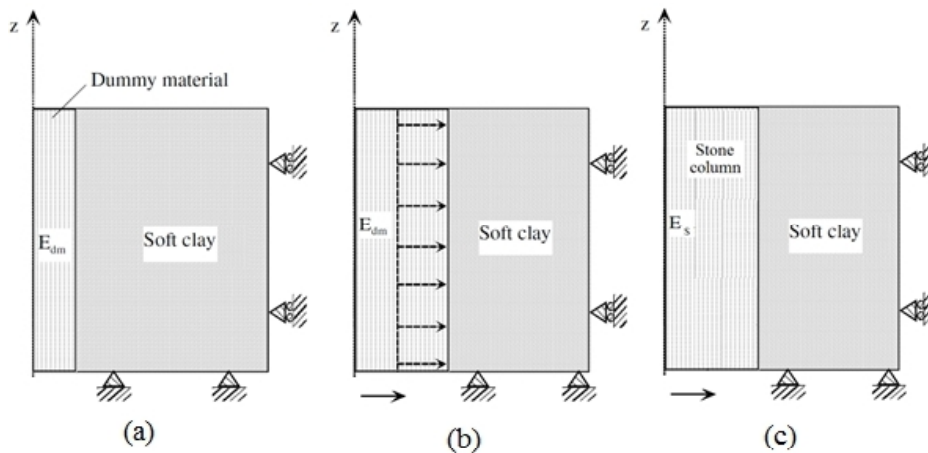 z
Dummy material
E_dm
Soft clay
(a)
z
E_dm
Soft clay
(b)
z
Stone
column
E_s
Soft clay
(c)